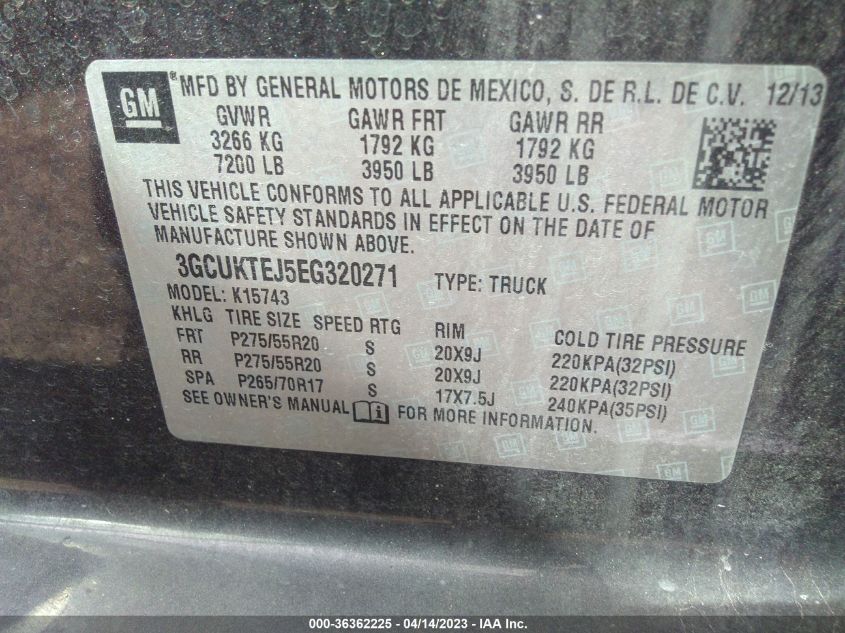 GM ® MFD BY GENERAL MOTORS DE MEXICO, S. DE R.L. DE C.V. 12/13
GVWR GAWR FRT GAWR RR
3266 KG 1792 KG 1792 KG
7200 LB 3950 LB 3950 LB
THIS VEHICLE CONFORMS TO ALL APPLICABLE U.S. FEDERAL MOTOR
VEHICLE SAFETY STANDARDS IN EFFECT ON THE DATE OF
MANUFACTURE SHOWN ABOVE.
3GCUKTEJ5EG320271 TYPE: TRUCK
MODEL: K15743
KHLG TIRE SIZE SPEED RTG RIM COLD TIRE PRESSURE
FRT P275/55R20 S 20X9J 220KPA(32PSI)
RR P275/55R20 S 20X9J 220KPA(32PSI)
SPA P265/70R17 S 17X7.5J 240KPA(35PSI)
SEE OWNER'S MANUAL FOR MORE INFORMATION.
000-36362225 - 04/14/2023 - IAA Inc.